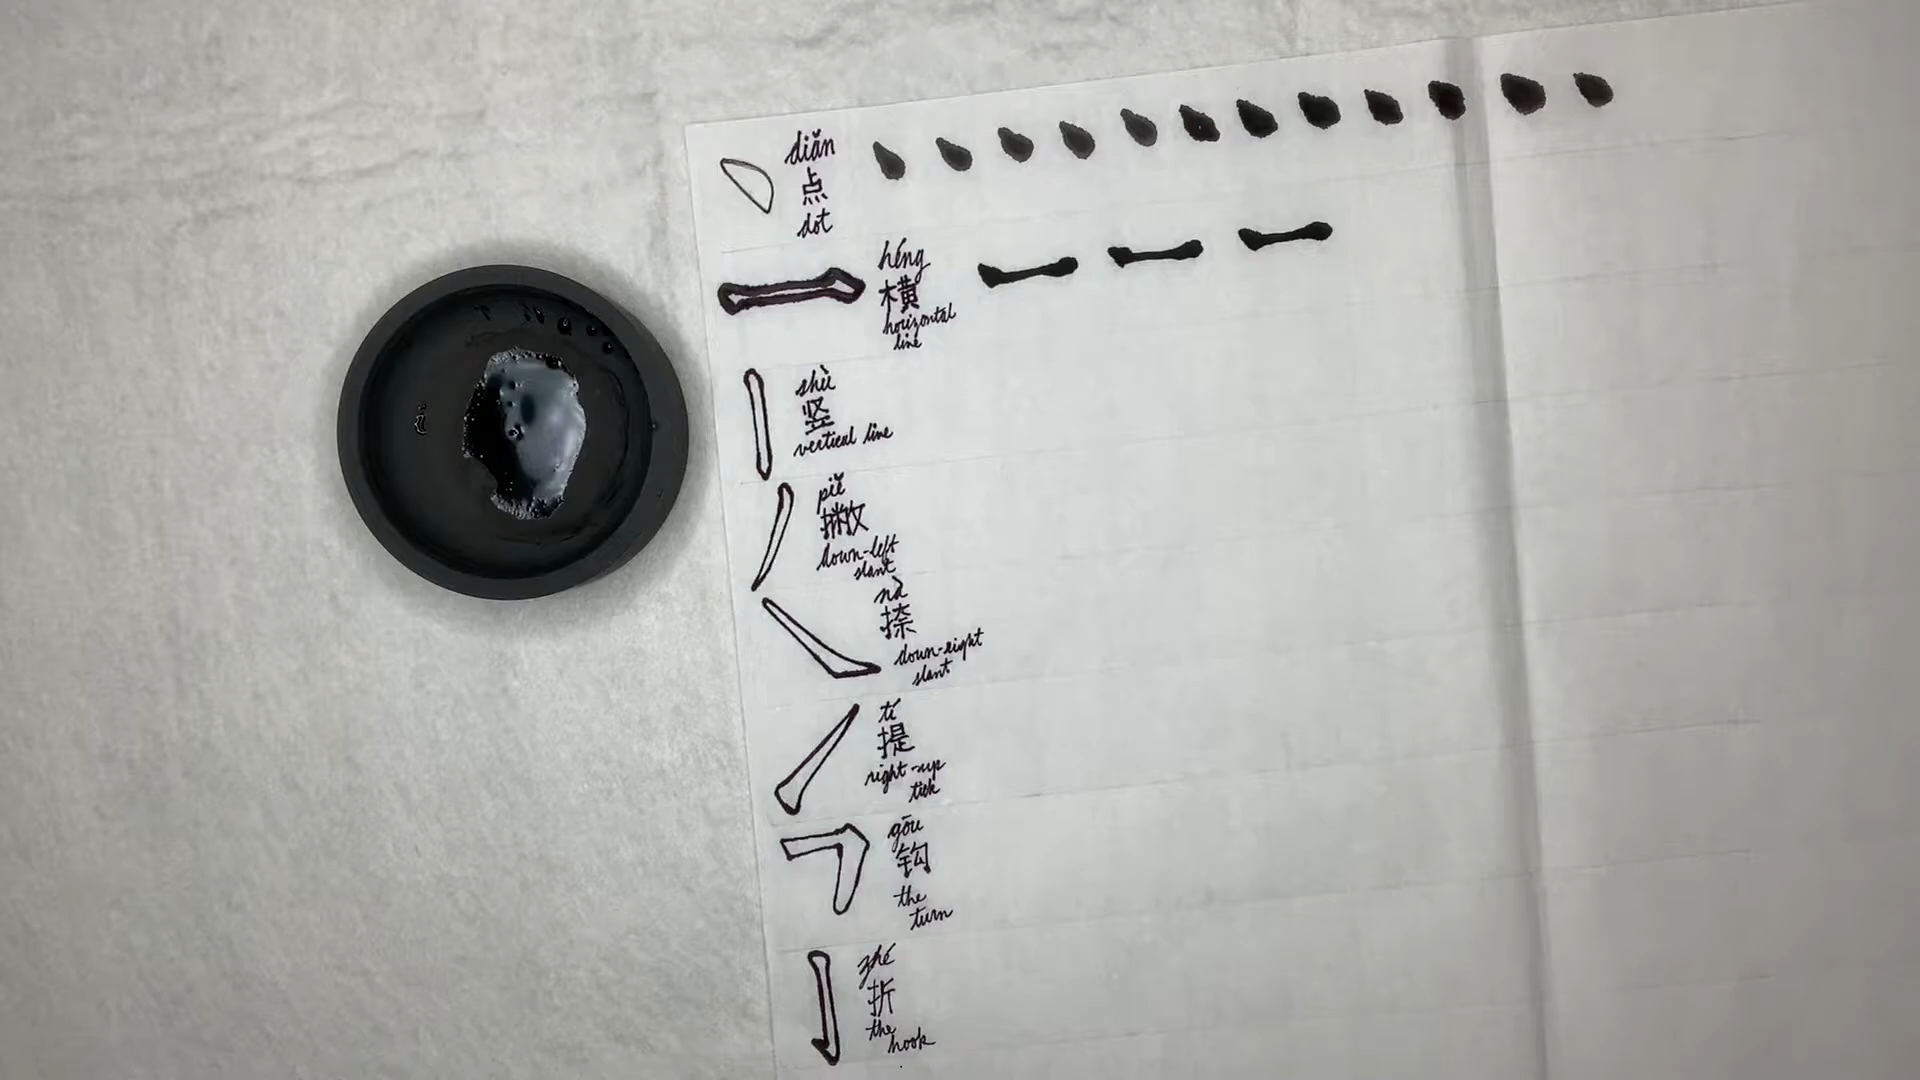 diǎn
点
dot
héng
横
horizontal
line
shù
竖
vertical line
piě
撇
down-left
slant
nà
捺
down-right
slant
tí
提
right-up
tick
gōu
钩
the
turn
zhé
折
the
hook